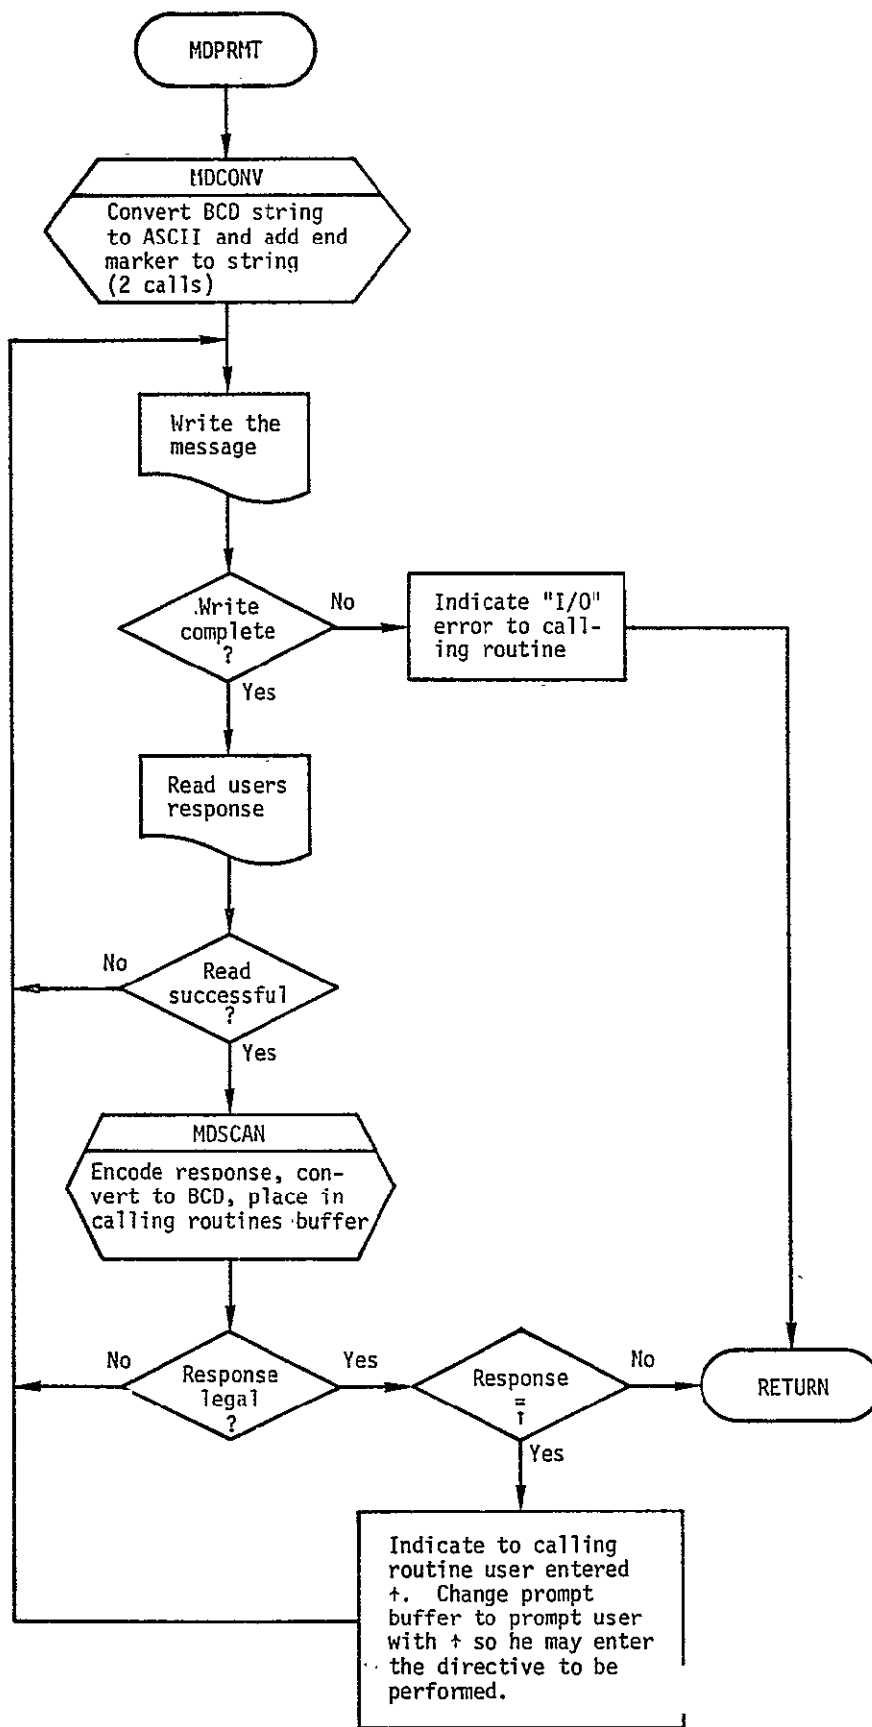 MDPRMT
MDCONV
Convert BCD string
to ASCII and add end
marker to string
(2 calls)
Write the
message
Write
complete
?
No
Indicate "I/O"
error to call-
ing routine
Yes
Read users
response
No
Read
successful
?
Yes
MDSCAN
Encode response, con-
vert to BCD, place in
calling routines buffer
No
Response
legal
?
Yes
Response
=
↑
No
RETURN
Yes
Indicate to calling
routine user entered
↑. Change prompt
buffer to prompt user
with ↑ so he may enter
the directive to be
performed.